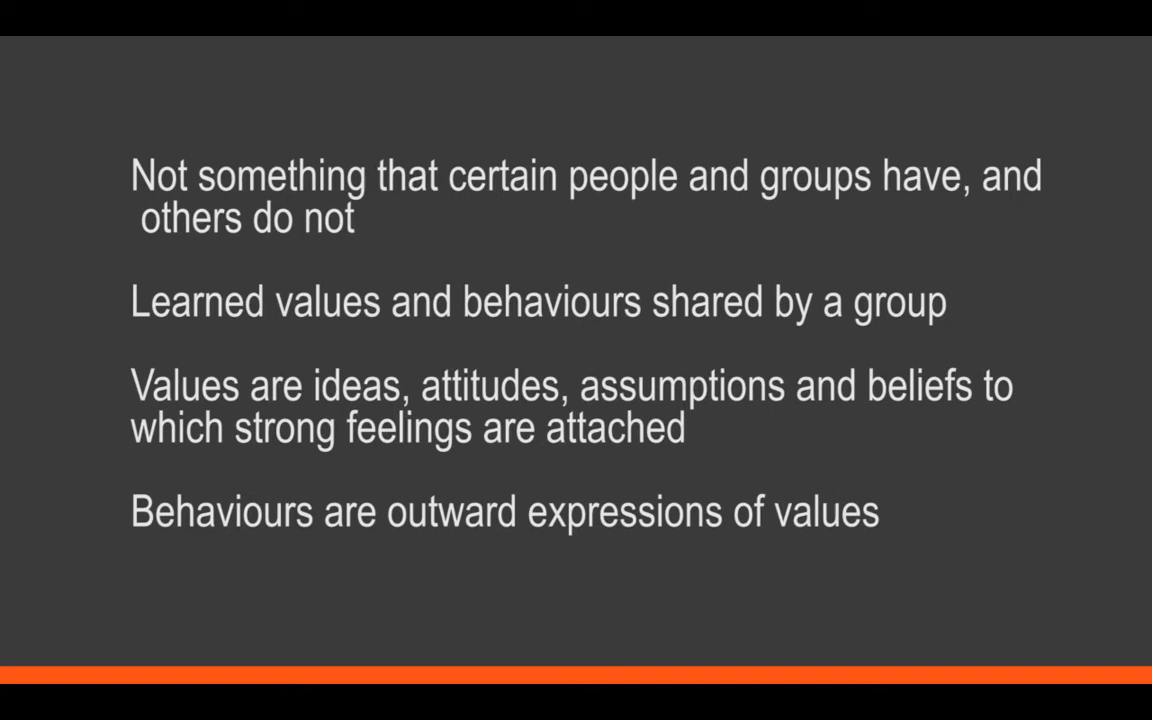 Not something that certain people and groups have, and
others do not
Learned values and behaviours shared by a group
Values are ideas, attitudes, assumptions and beliefs to
which strong feelings are attached
Behaviours are outward expressions of values